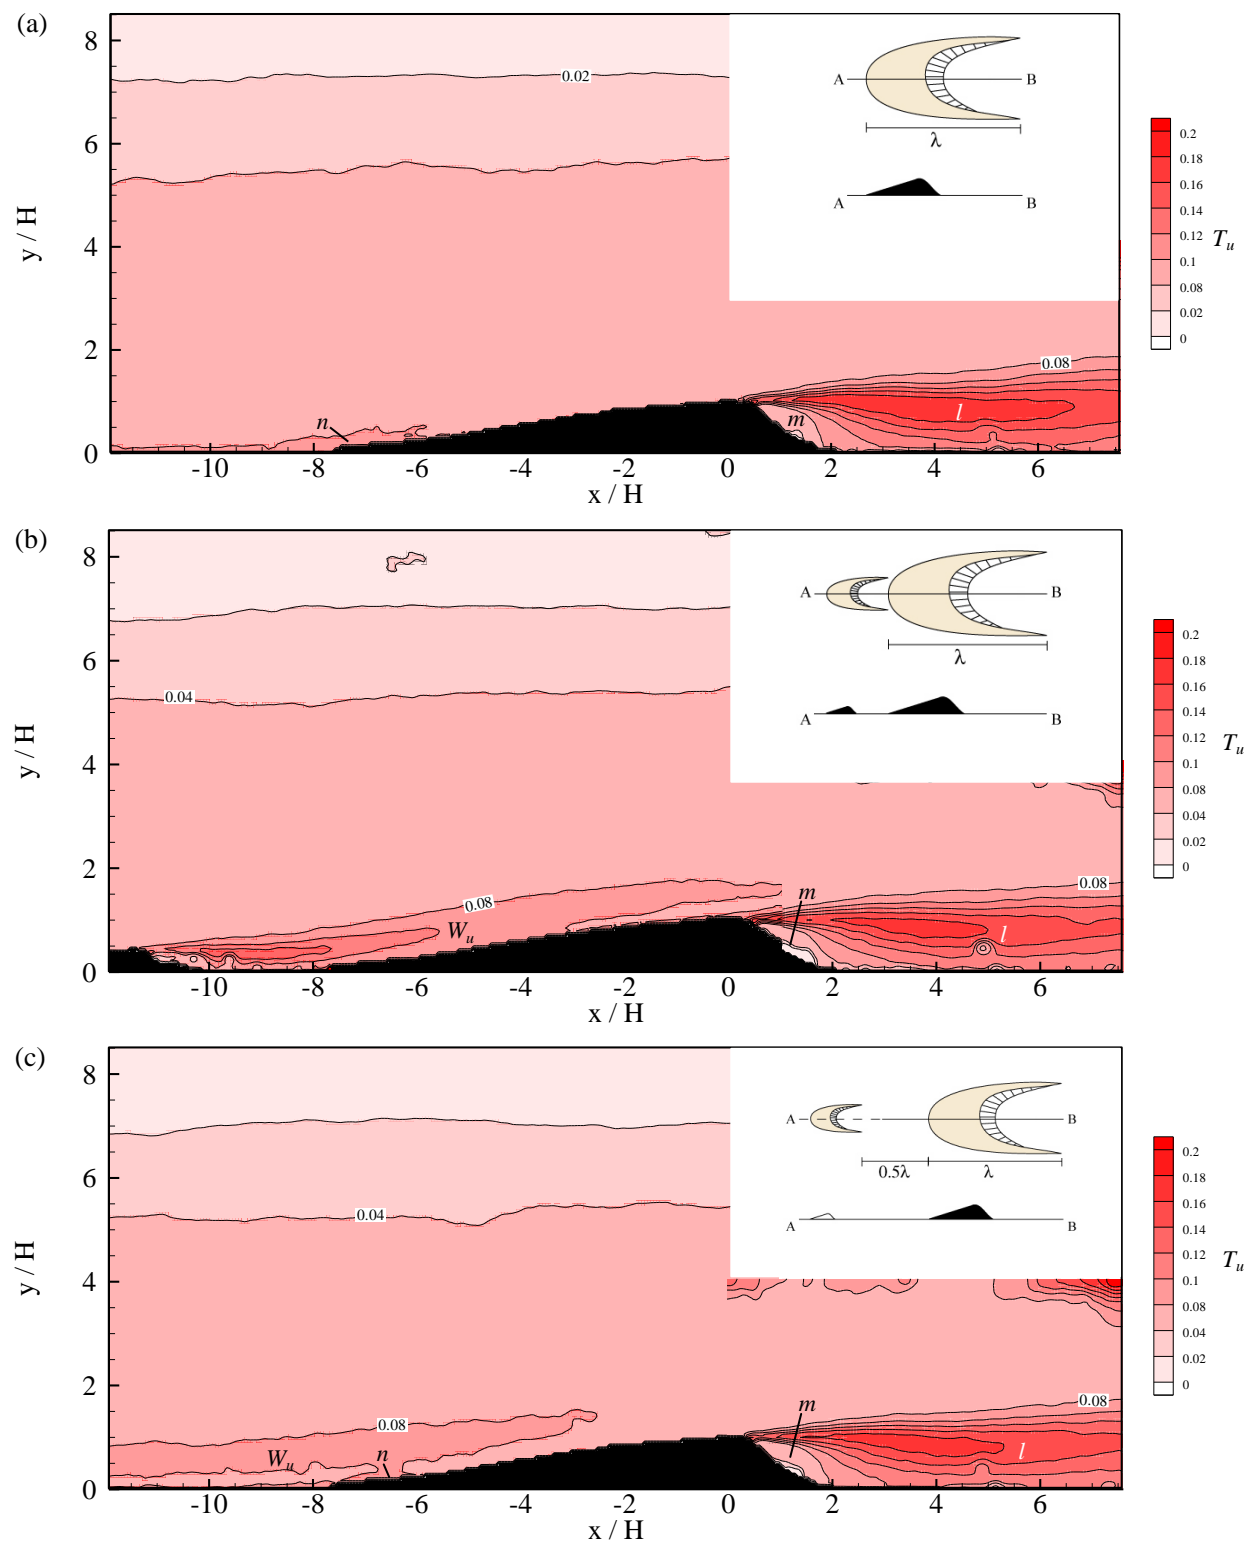 (a)
8
6
4
2
0
y / H
0.02
A
B
λ
A
B
0.2
0.18
0.16
0.14
0.12
0.1
0.08
0.02
0
T_u
0.08
n
m
l
-10 -8 -6 -4 -2 0 2 4 6
x / H
(b)
8
6
4
2
0
y / H
A
B
λ
A
B
0.04
0.2
0.18
0.16
0.14
0.12
0.1
0.08
0.04
0.02
0
T_u
0.08
0.08
W_u
m
l
-10 -8 -6 -4 -2 0 2 4 6
x / H
(c)
8
6
4
2
0
y / H
A
B
0.5λ
λ
A
B
0.04
0.2
0.18
0.16
0.14
0.12
0.1
0.08
0.04
0.02
0
T_u
0.08
0.08
W_u
n
m
l
-10 -8 -6 -4 -2 0 2 4 6
x / H